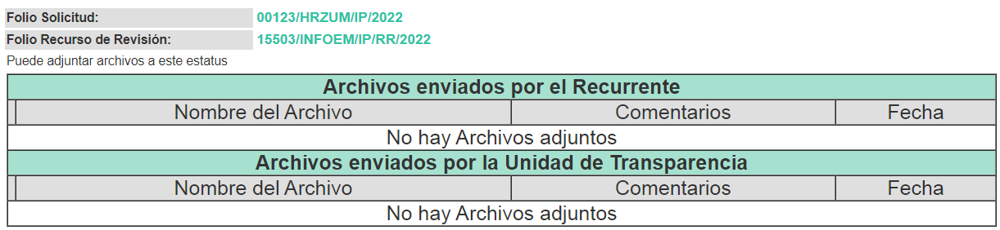 Folio Solicitud: 00123/HRZUM/IP/2022
Folio Recurso de Revisión: 15503/INFOEM/IP/RR/2022
Puede adjuntar archivos a este estatus
Archivos enviados por el Recurrente
Nombre del Archivo Comentarios Fecha
No hay Archivos adjuntos
Archivos enviados por la Unidad de Transparencia
Nombre del Archivo Comentarios Fecha
No hay Archivos adjuntos